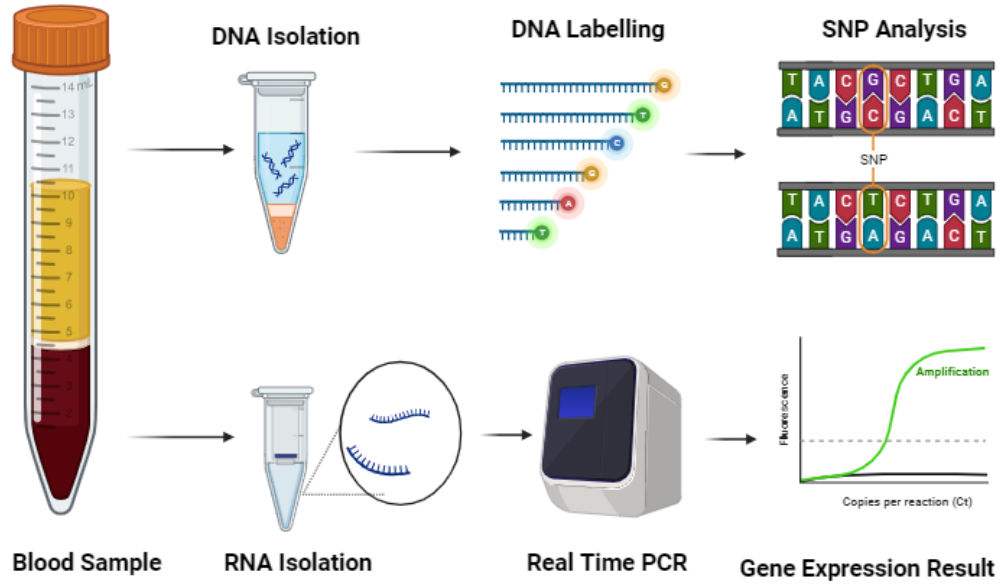 DNA Isolation
DNA Labelling
SNP Analysis
14 mL
13
12
11
10
9
8
7
6
5
4
3
2
G
T
C
G
A
T
T A C G C T G A
A T G C G A C T
SNP
T A C T C T G A
A T G A G A C T
Fluorescence
Amplification
Copies per reaction (Ct)
Blood Sample
RNA Isolation
Real Time PCR
Gene Expression Result